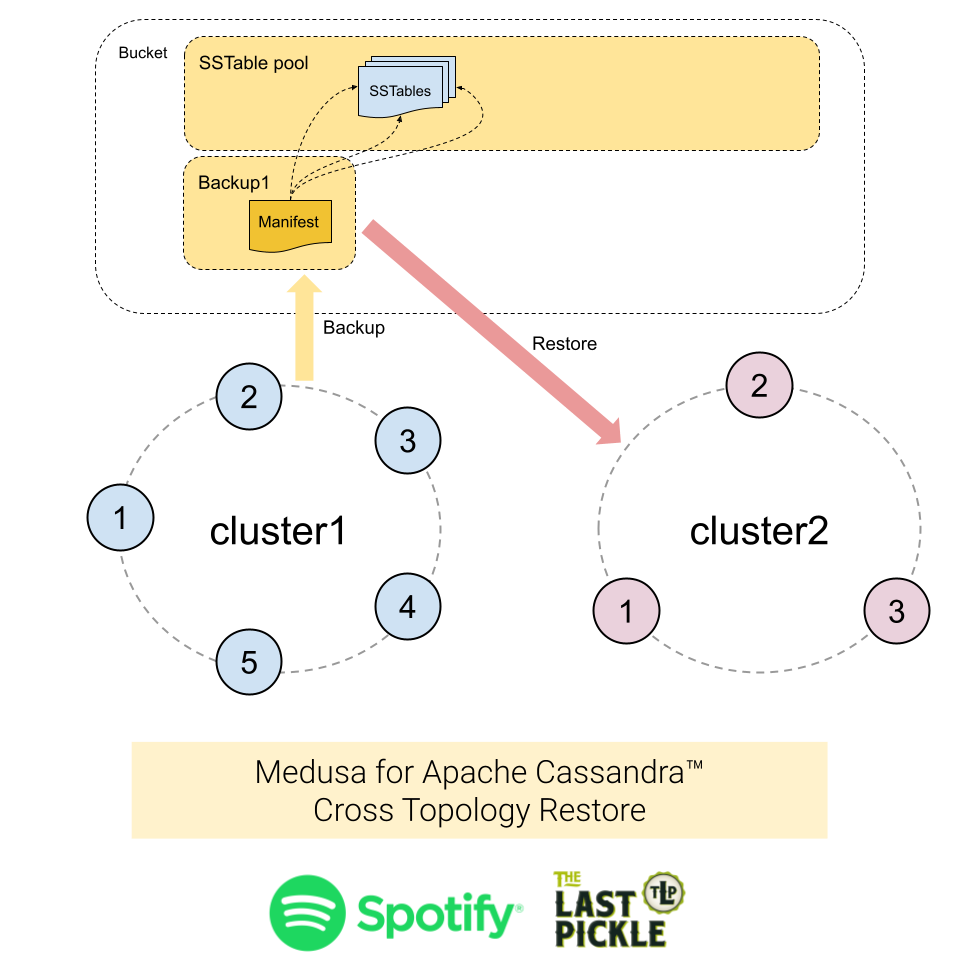 Bucket
SSTable pool
SSTables
Backup1
Manifest
Backup
Restore
2
3
1
cluster1
4
5
2
cluster2
1
3
Medusa for Apache Cassandra™
Cross Topology Restore
Spotify®
THE
LAST
PICKLE
TLP